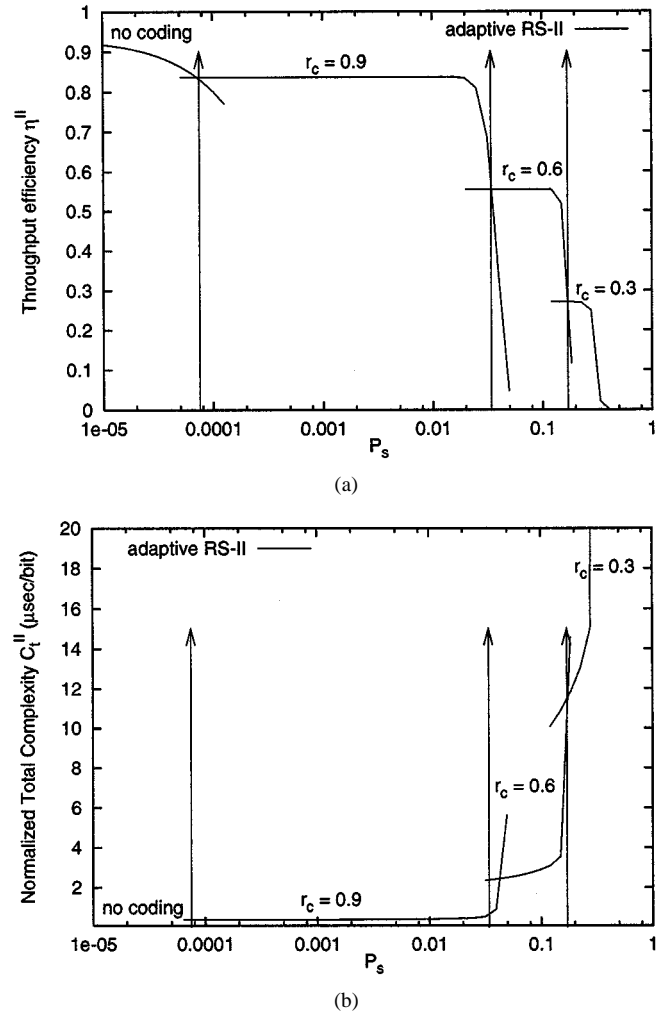 no coding
adaptive RS-II
r_c = 0.9
r_c = 0.6
r_c = 0.3
Throughput efficiency η^II
1
0.9
0.8
0.7
0.6
0.5
0.4
0.3
0.2
0.1
0
1e-05
0.0001
0.001
0.01
0.1
1
P_s
(a)
adaptive RS-II
r_c = 0.3
r_c = 0.6
r_c = 0.9
no coding
Normalized Total Complexity C_t^II (μsec/bit)
20
18
16
14
12
10
8
6
4
2
1e-05
0.0001
0.001
0.01
0.1
1
P_s
(b)